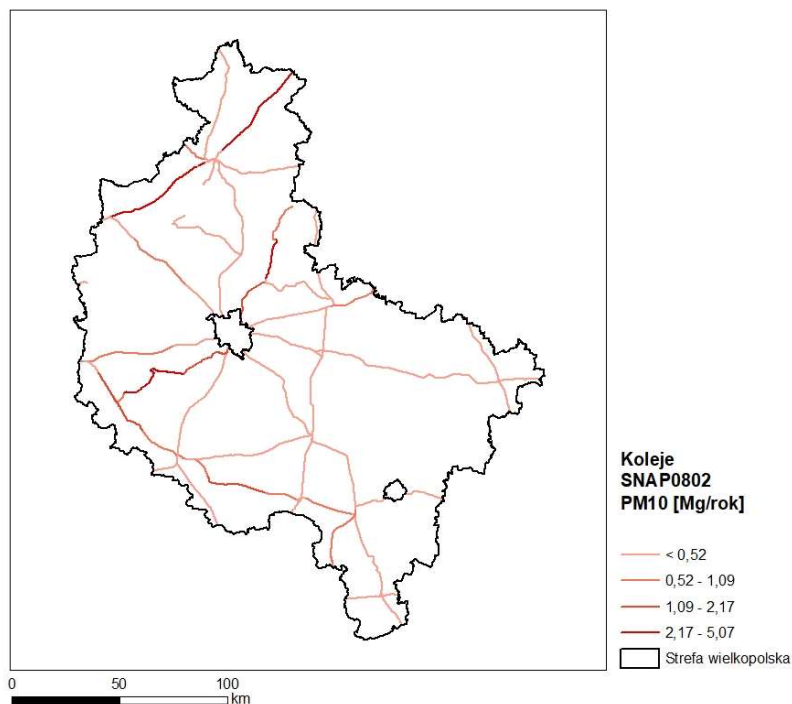 Koleje
SNAP0802
PM10 [Mg/rok]
< 0,52
0,52 - 1,09
1,09 - 2,17
2,17 - 5,07
Strefa wielkopolska
0 50 100
km